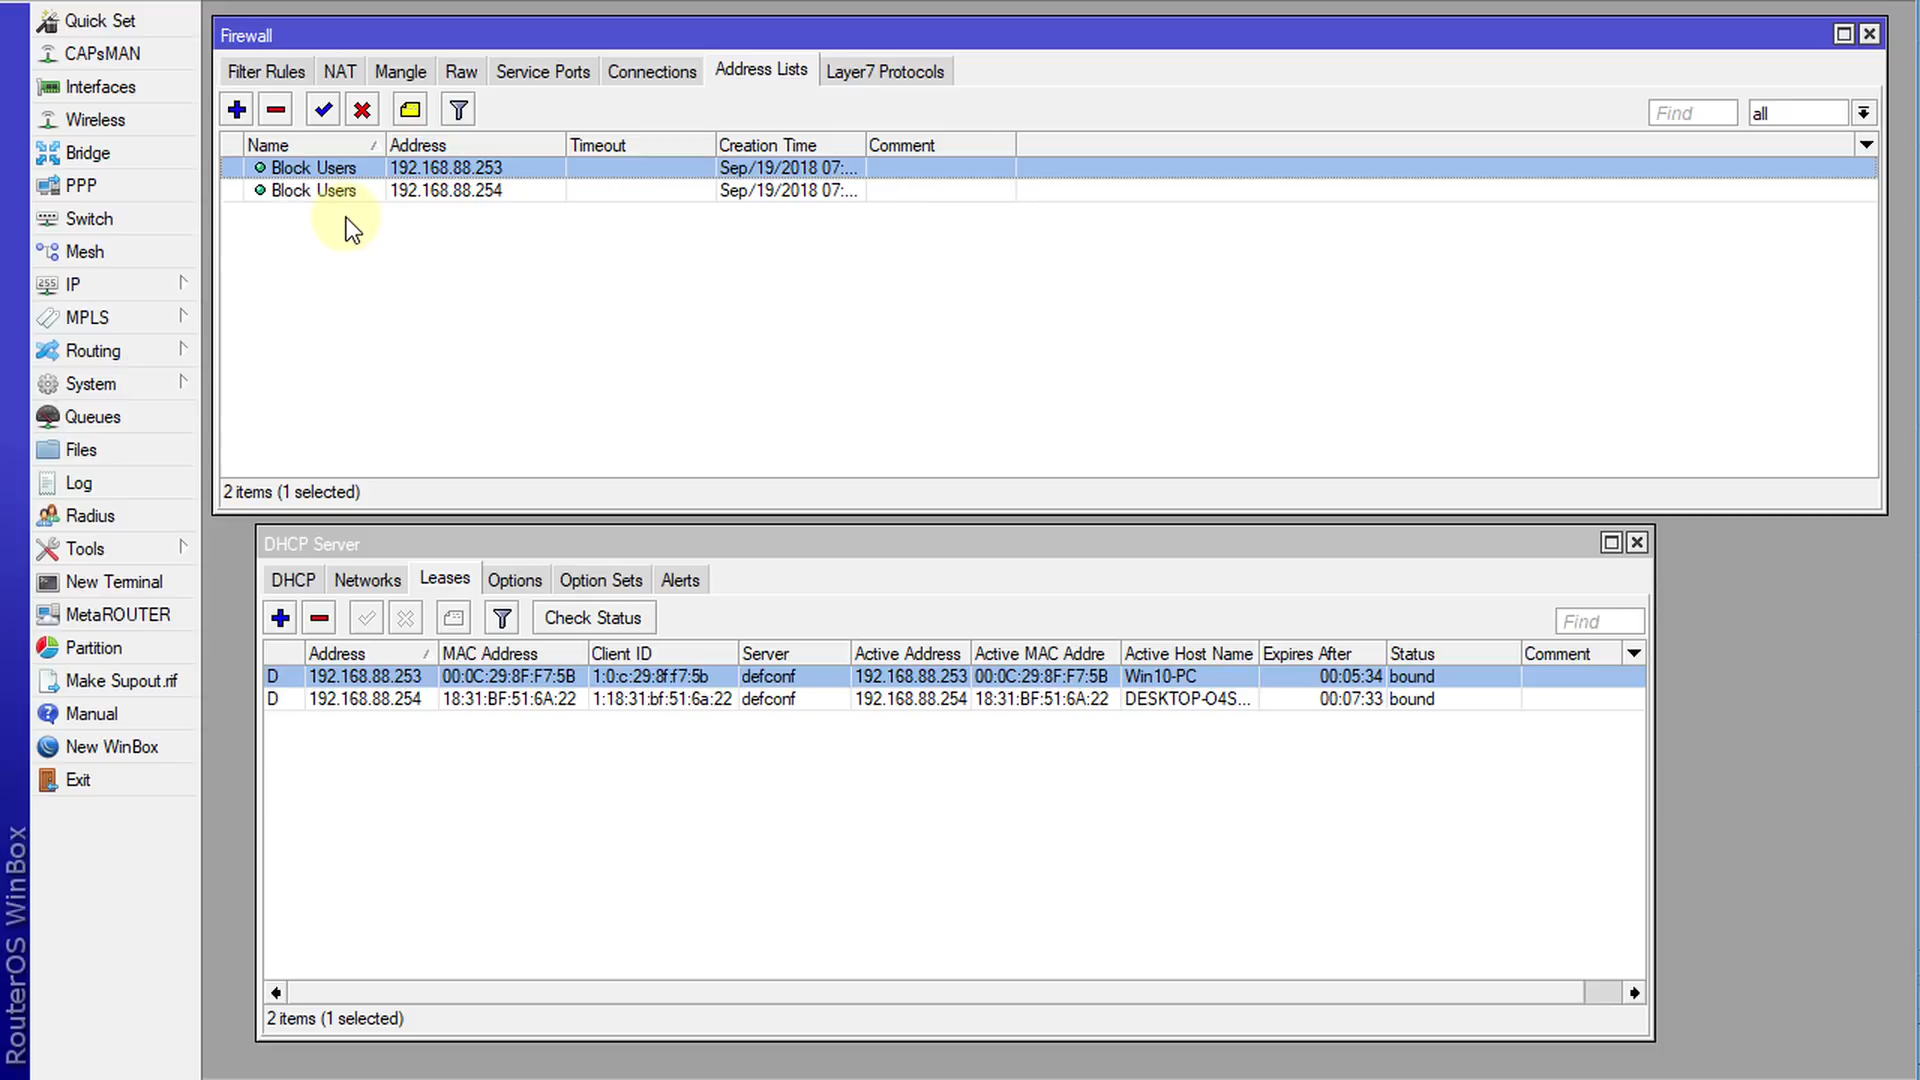 Quick Set
CAPsMAN
Interfaces
Wireless
Bridge
PPP
Switch
Mesh
255 IP
MPLS
Routing
System
Queues
Files
Log
Radius
Tools
New Terminal
MetaROUTER
Partition
Make Supout.rif
Manual
New WinBox
Exit
RouterOS WinBox
Firewall
Filter Rules NAT Mangle Raw Service Ports Connections Address Lists Layer7 Protocols
Find all
Name Address Timeout Creation Time Comment
Block Users 192.168.88.253 Sep/19/2018 07:...
Block Users 192.168.88.254 Sep/19/2018 07:...
2 items (1 selected)
DHCP Server
DHCP Networks Leases Options Option Sets Alerts
Check Status Find
Address MAC Address Client ID Server Active Address Active MAC Addre Active Host Name Expires After Status Comment
D 192.168.88.253 00:0C:29:8F:F7:5B 1:0:c:29:8f:f7:5b defconf 192.168.88.253 00:0C:29:8F:F7:5B Win10-PC 00:05:34 bound
D 192.168.88.254 18:31:BF:51:6A:22 1:18:31:bf:51:6a:22 defconf 192.168.88.254 18:31:BF:51:6A:22 DESKTOP-O4S... 00:07:33 bound
2 items (1 selected)